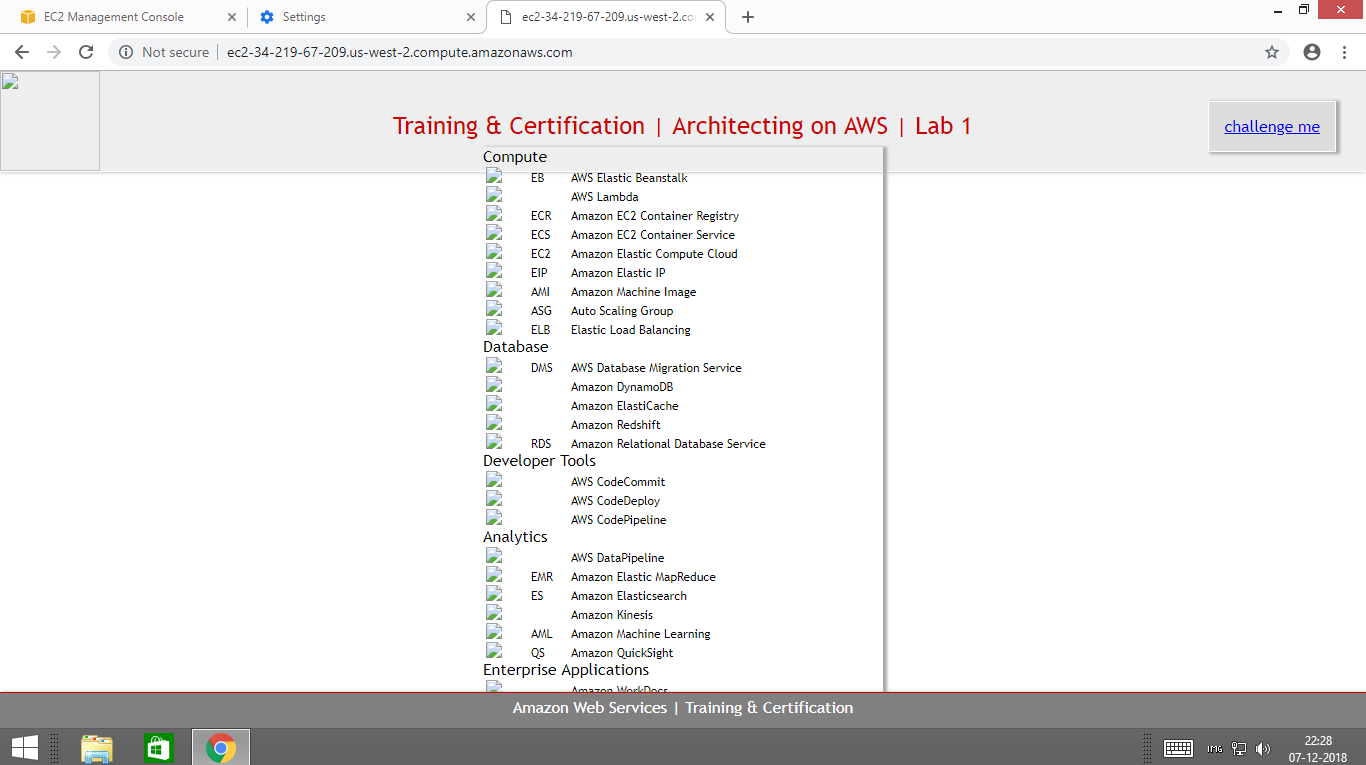 EC2 Management Console
Settings
ec2-34-219-67-209.us-west-2.co
Not secure
ec2-34-219-67-209.us-west-2.compute.amazonaws.com
Training & Certification | Architecting on AWS | Lab 1
challenge me
Compute
EB AWS Elastic Beanstalk
AWS Lambda
ECR Amazon EC2 Container Registry
ECS Amazon EC2 Container Service
EC2 Amazon Elastic Compute Cloud
EIP Amazon Elastic IP
AMI Amazon Machine Image
ASG Auto Scaling Group
ELB Elastic Load Balancing
Database
DMS AWS Database Migration Service
Amazon DynamoDB
Amazon ElastiCache
Amazon Redshift
RDS Amazon Relational Database Service
Developer Tools
AWS CodeCommit
AWS CodeDeploy
AWS CodePipeline
Analytics
AWS DataPipeline
EMR Amazon Elastic MapReduce
ES Amazon Elasticsearch
Amazon Kinesis
AML Amazon Machine Learning
QS Amazon QuickSight
Enterprise Applications
Amazon WorkDocs
Amazon Web Services | Training & Certification
IMG
22:28
07-12-2018